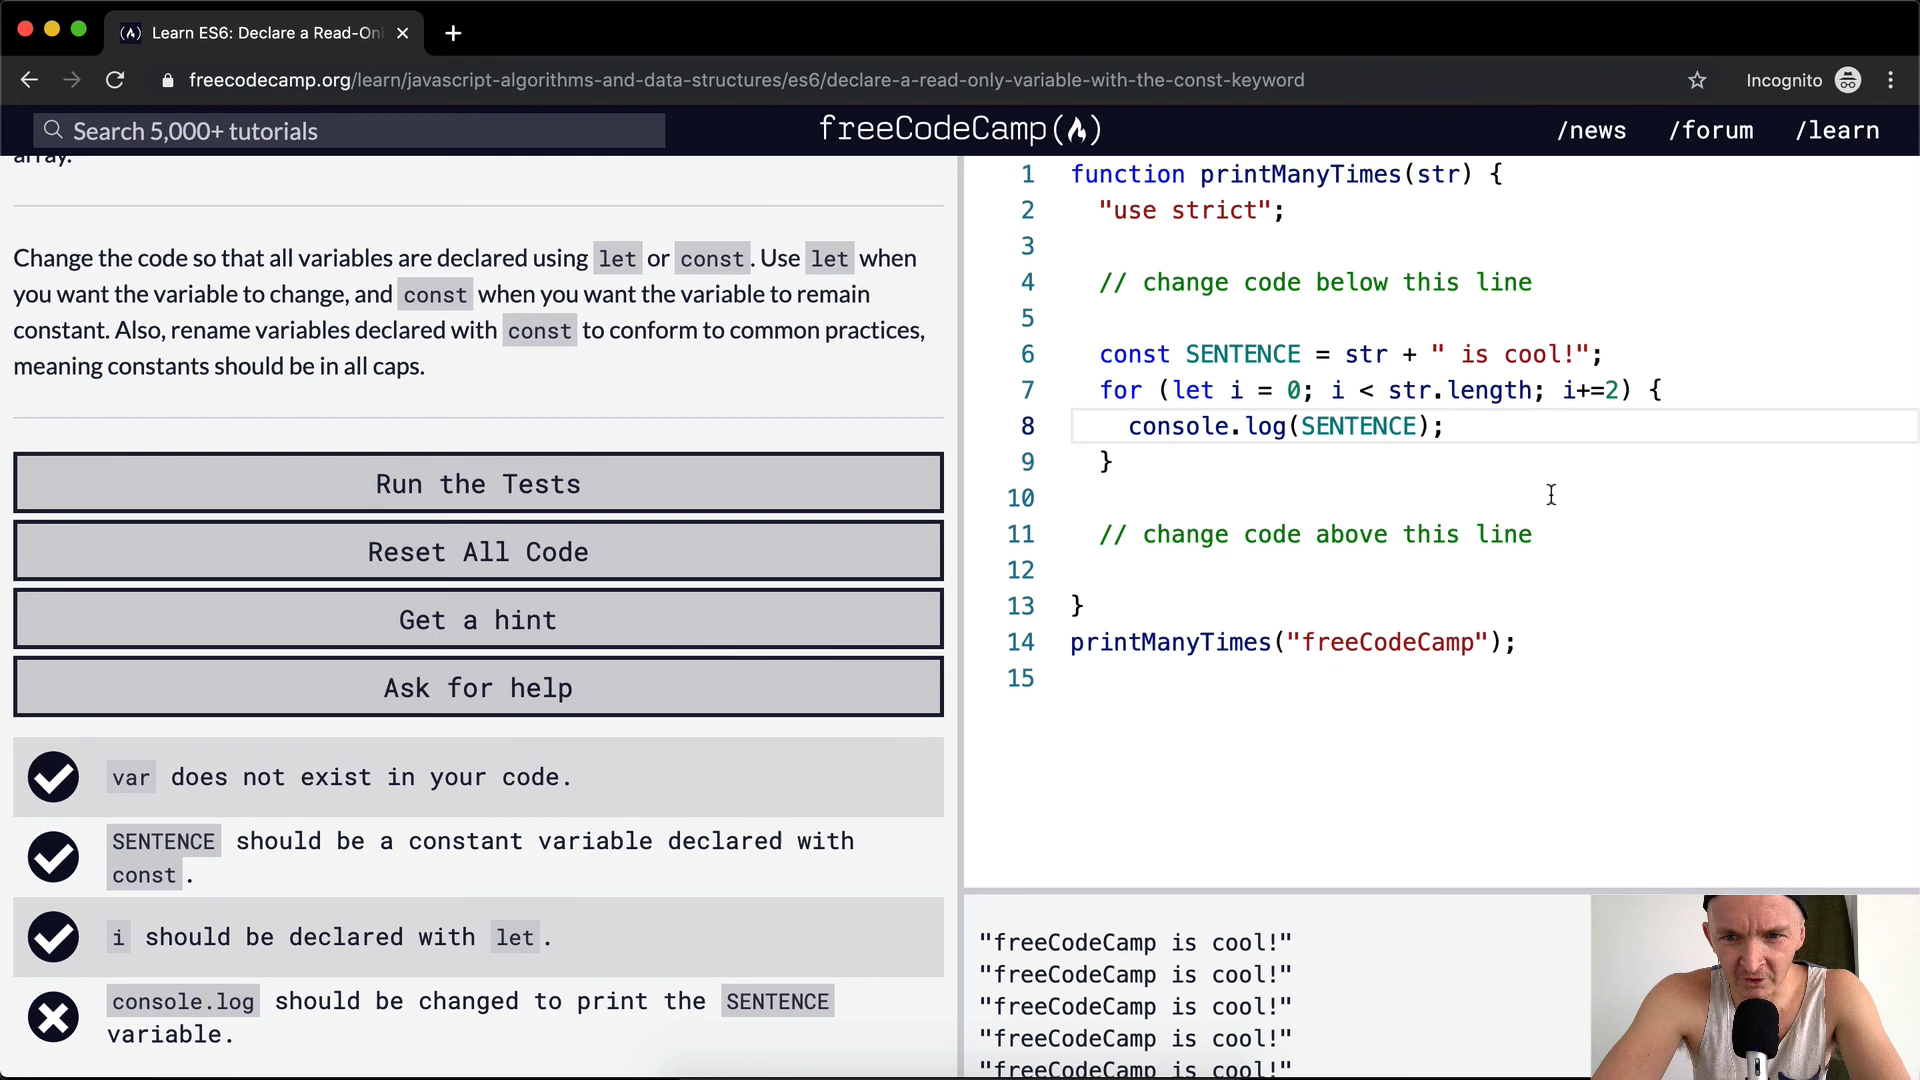 Learn ES6: Declare a Read-Onl
freecodecamp.org/learn/javascript-algorithms-and-data-structures/es6/declare-a-read-only-variable-with-the-const-keyword
Incognito
Search 5,000+ tutorials
freeCodeCamp(
/news
/forum
/learn
array.
Change the code so that all variables are declared using let or const. Use let when
you want the variable to change, and const when you want the variable to remain
constant. Also, rename variables declared with const to conform to common practices,
meaning constants should be in all caps.
Run the Tests
Reset All Code
Get a hint
Ask for help
var does not exist in your code.
SENTENCE should be a constant variable declared with
const.
i should be declared with let.
console.log should be changed to print the SENTENCE
variable.
1 function printManyTimes(str) {
2 "use strict";
3
4 // change code below this line
5
6 const SENTENCE = str + " is cool!";
7 for (let i = 0; i < str.length; i+=2) {
8 console.log(SENTENCE);
9 }
10
11 // change code above this line
12
13 }
14 printManyTimes("freeCodeCamp");
15
"freeCodeCamp is cool!"
"freeCodeCamp is cool!"
"freeCodeCamp is cool!"
"freeCodeCamp is cool!"
"freeCodeCamp is cool!"